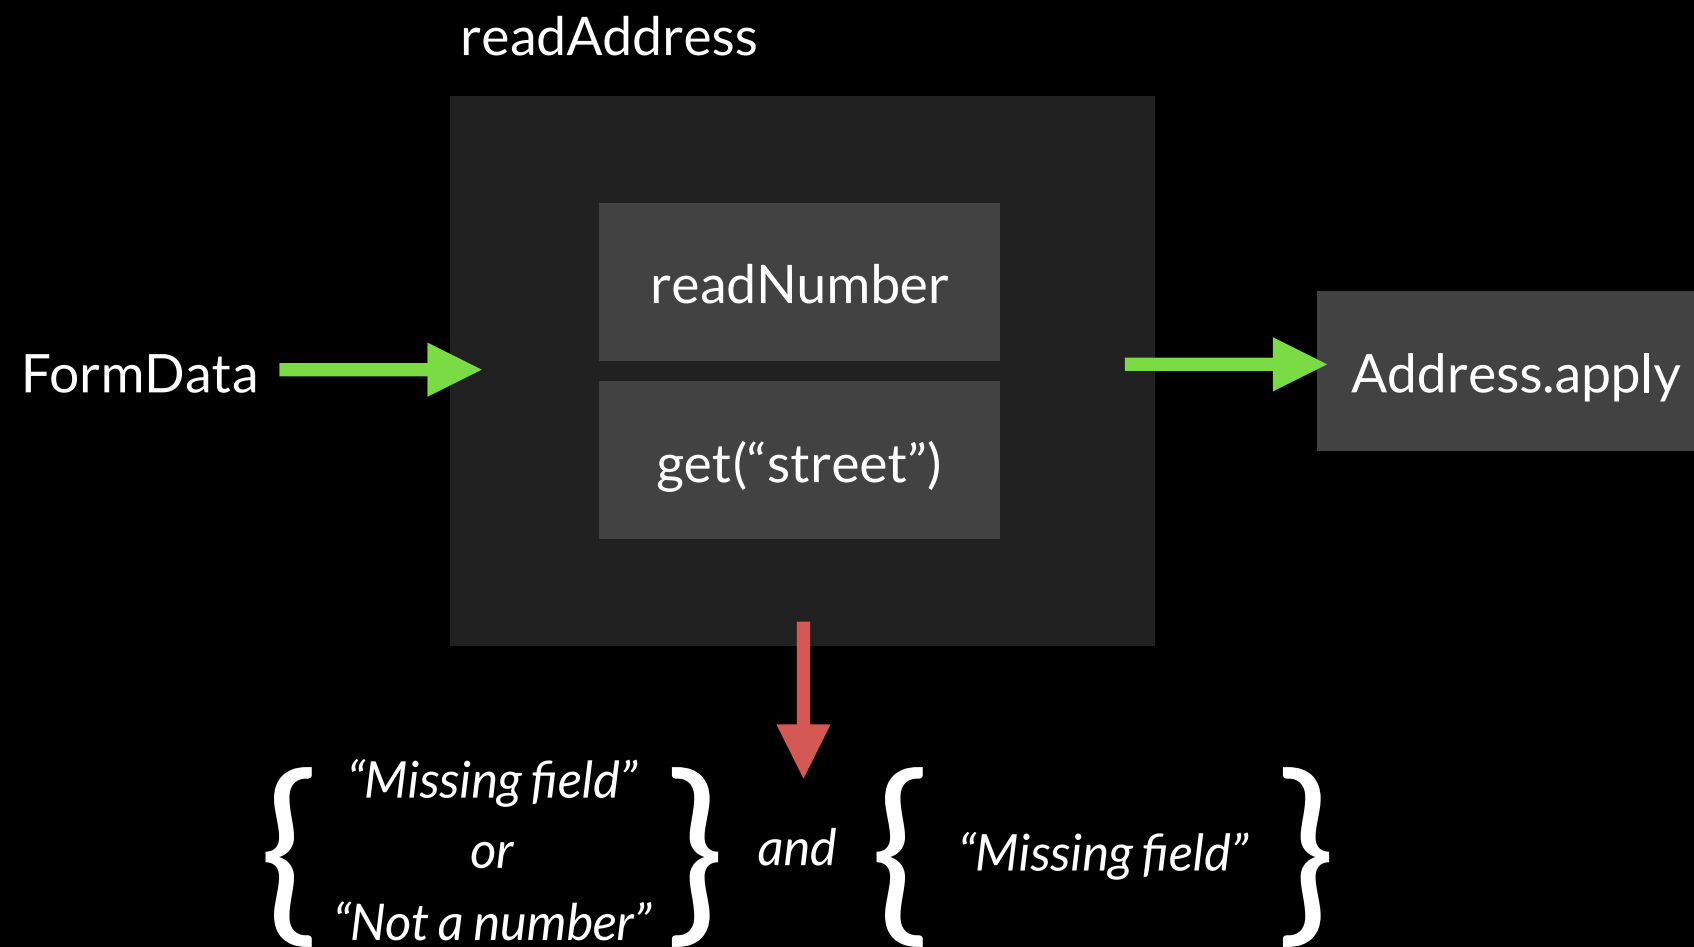 readAddress
readNumber
FormData
Address.apply
get(“street”)
“Missing field”
or
“Not a number”
and
“Missing field”